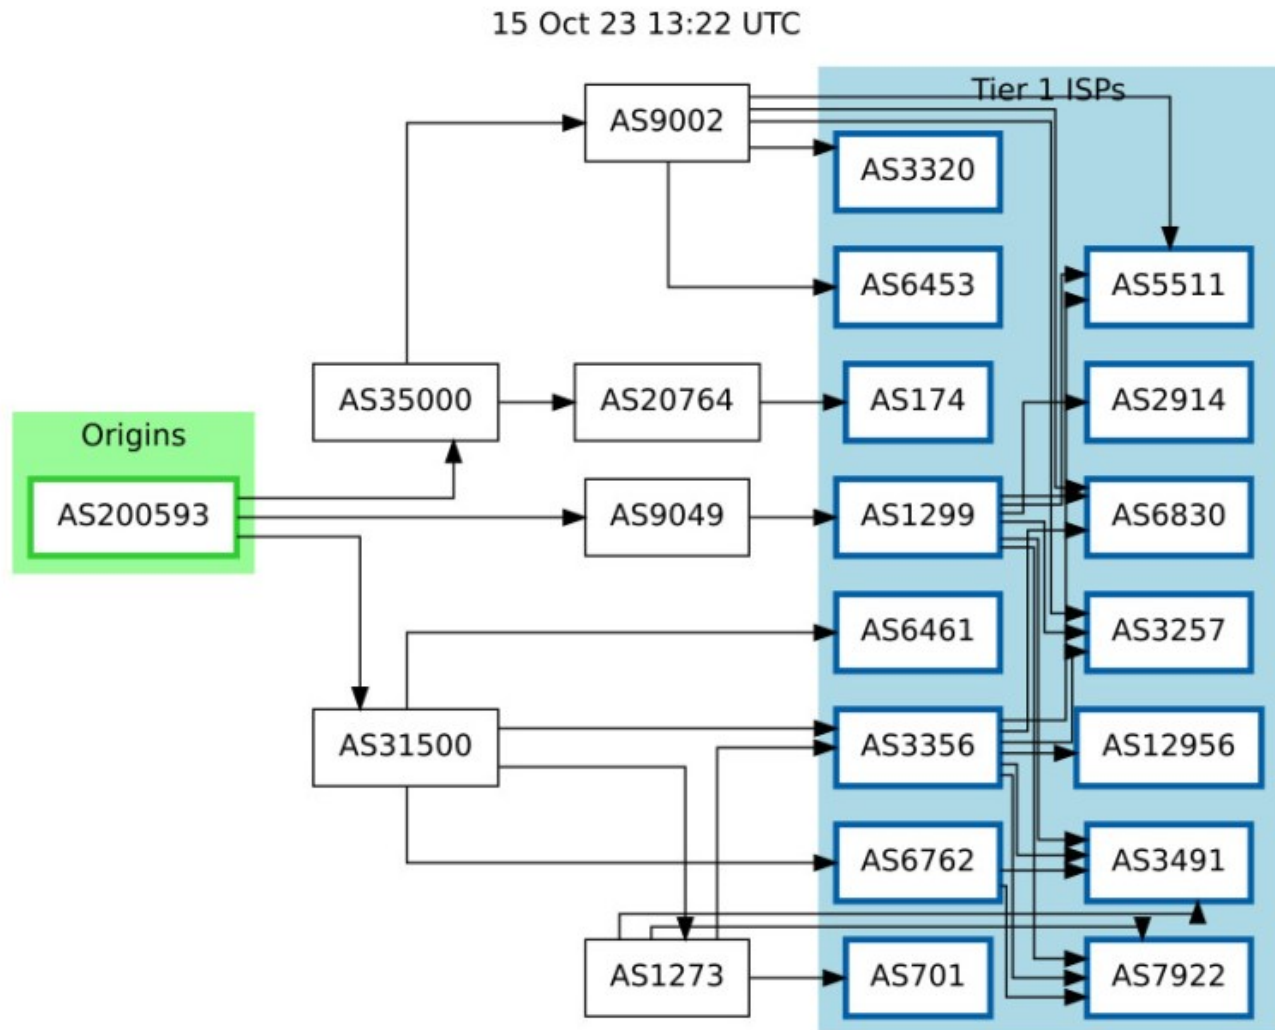 15 Oct 23 13:22 UTC
Tier 1 ISPs
AS9002
AS3320
AS6453
AS5511
AS35000
AS20764
AS174
AS2914
Origins
AS200593
AS9049
AS1299
AS6830
AS6461
AS3257
AS31500
AS3356
AS12956
AS6762
AS3491
AS1273
AS701
AS7922